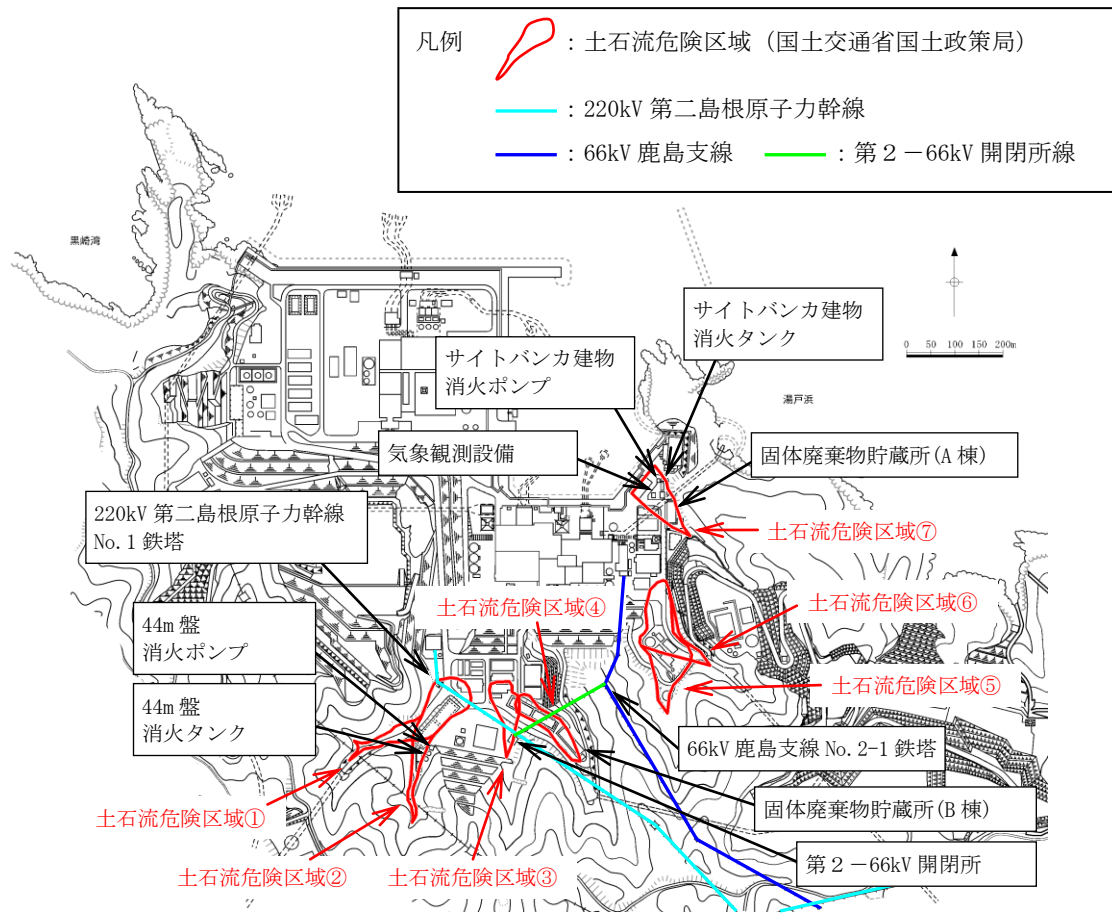 凡例
：土石流危険区域（国土交通省国土政策局）
：220kV 第二島根原子力幹線
：66kV 鹿島支線
：第２－66kV 開閉所線
黒崎湾
サイトバンカ建物
消火タンク
0 50 100 150 200m
サイトバンカ建物
消火ポンプ
湯戸浜
気象観測設備
固体廃棄物貯蔵所(A 棟)
220kV 第二島根原子力幹線
No.1 鉄塔
土石流危険区域⑦
土石流危険区域④
土石流危険区域⑥
44m 盤
消火ポンプ
土石流危険区域⑤
44m 盤
消火タンク
66kV 鹿島支線 No.2-1 鉄塔
土石流危険区域①
固体廃棄物貯蔵所(B 棟)
土石流危険区域②
土石流危険区域③
第２－66kV 開閉所